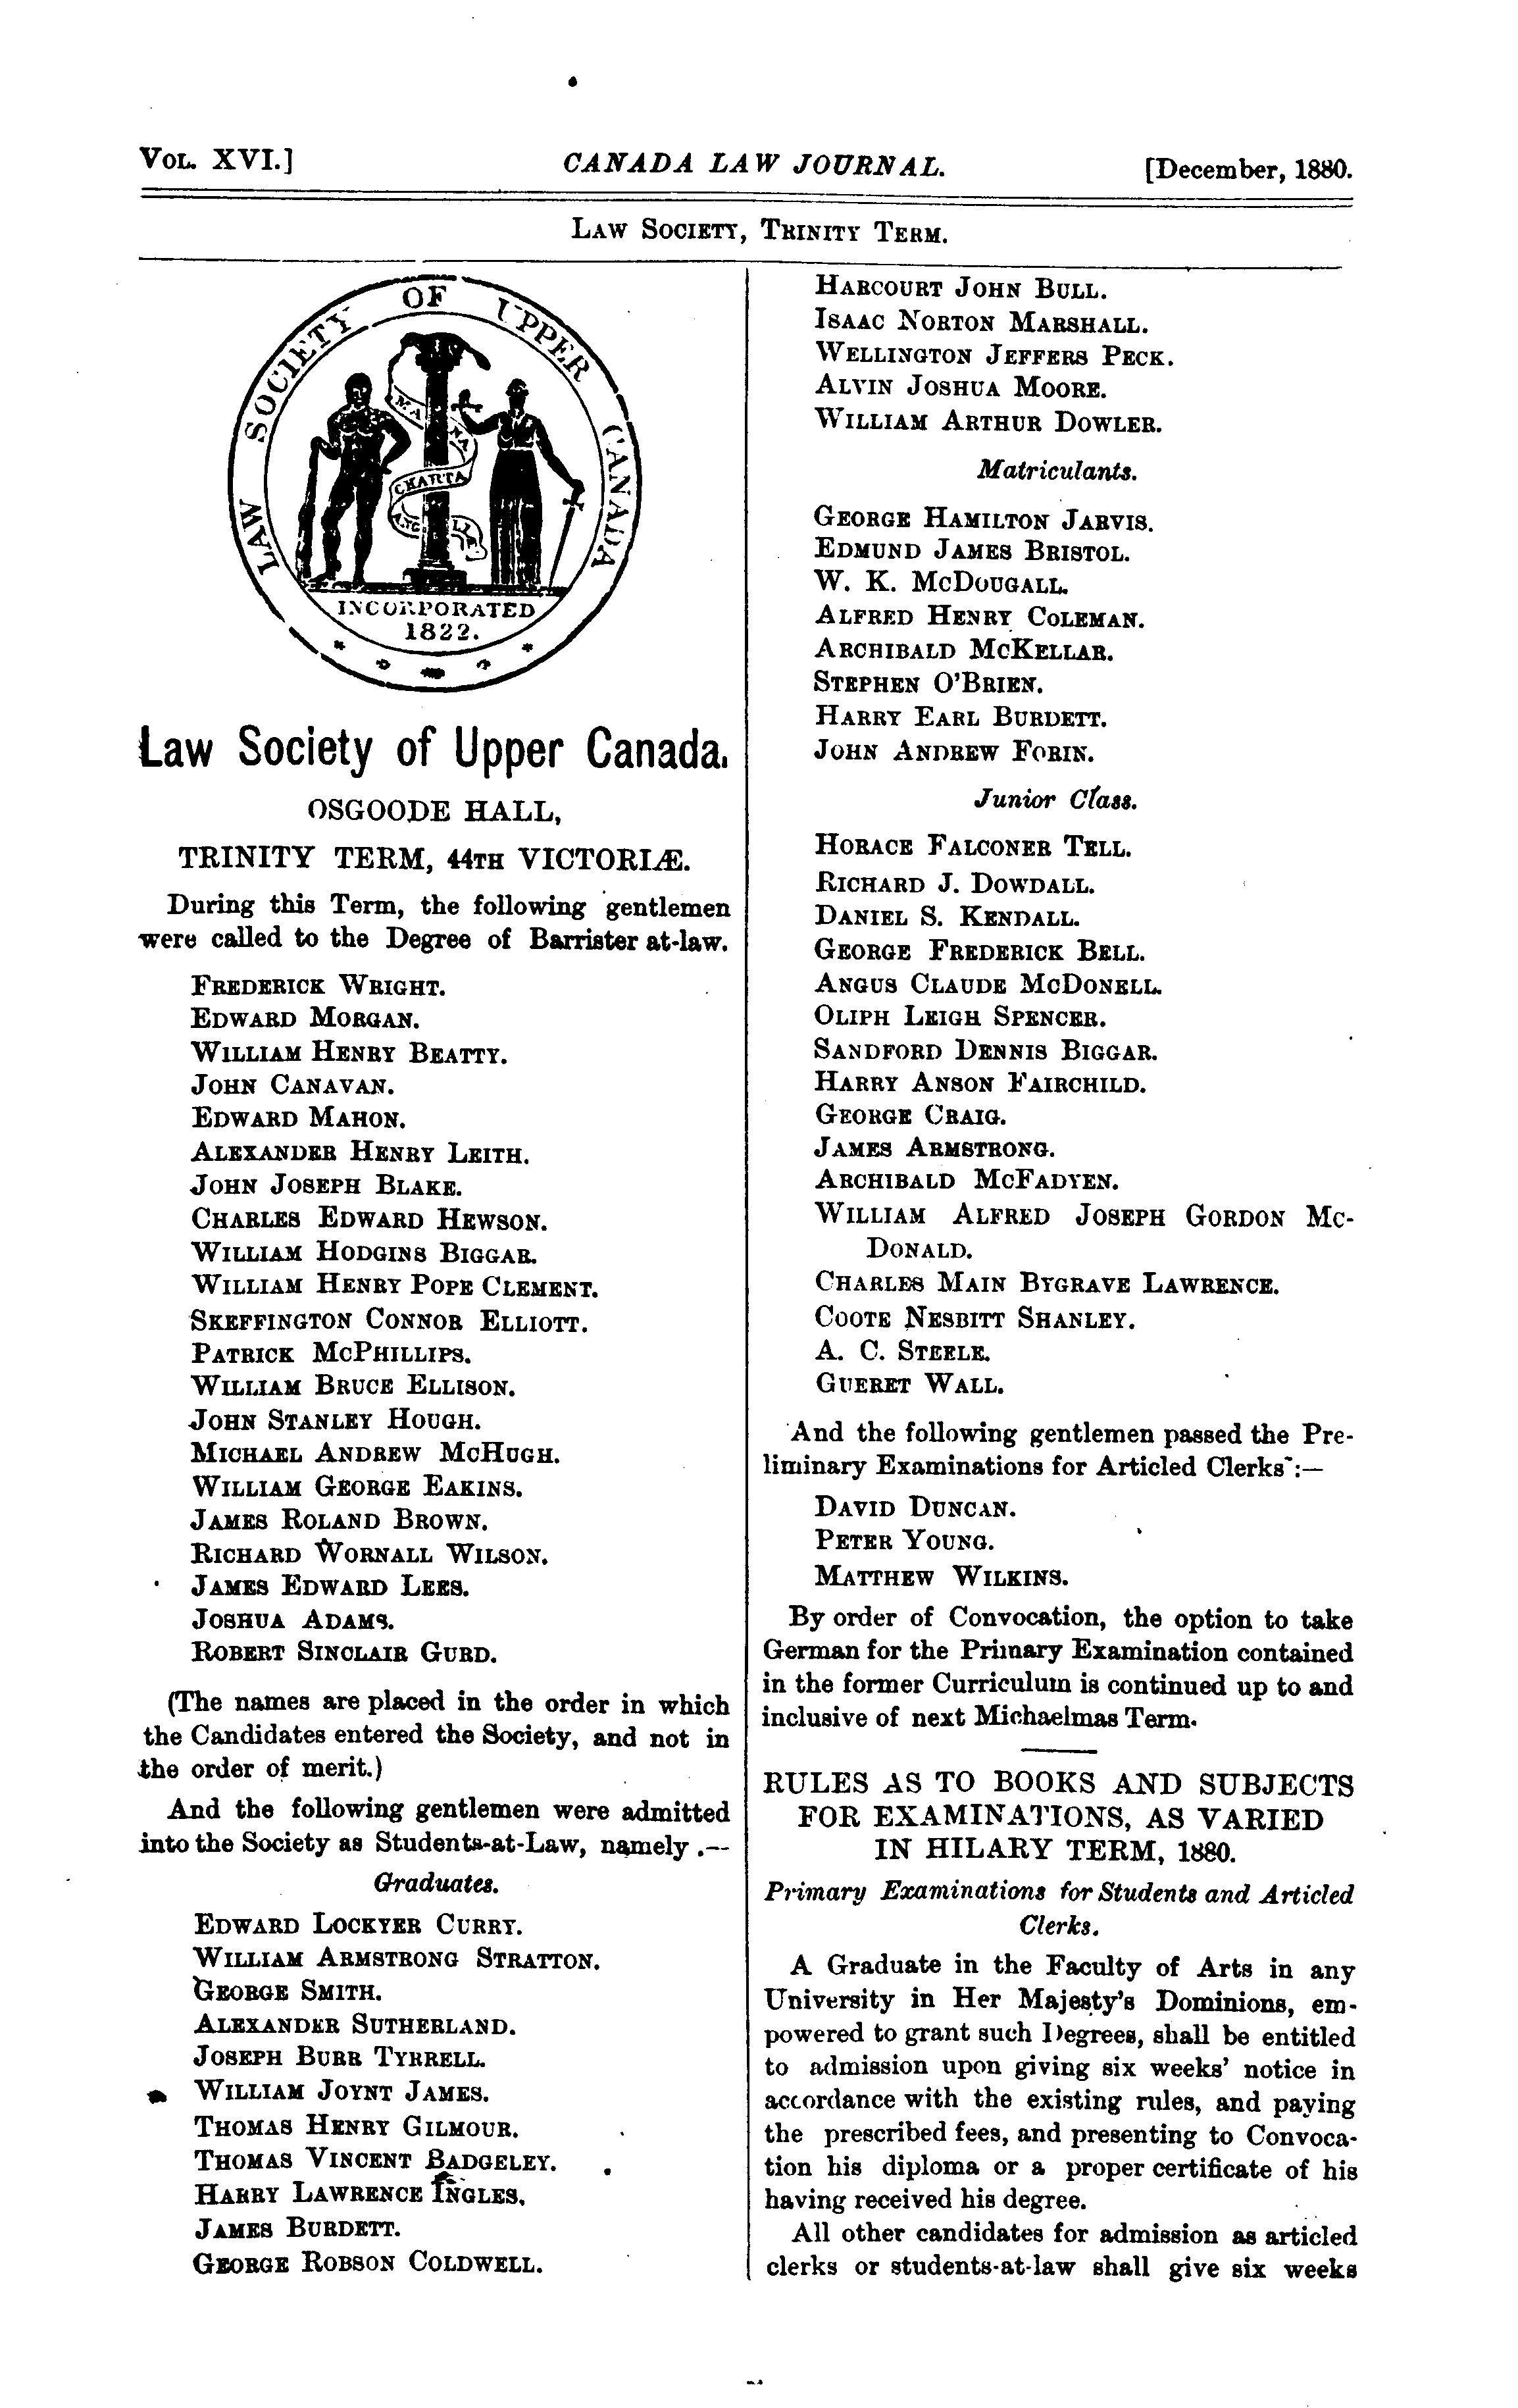 VOL. XVI.]
CANADA LAW JOURNAL.
[December, 1880.
LAW SOCIETY, TRINITY TERM.
LAW SOCIETY OF UPPER CANADA
MAGNA
CHARTA
ANGLIÆ
INCORPORATED
1822.
Law Society of Upper Canada.
OSGOODE HALL,
TRINITY TERM, 44TH VICTORIÆ.
During this Term, the following gentlemen
were called to the Degree of Barrister at-law.
FREDERICK WRIGHT.
EDWARD MORGAN.
WILLIAM HENRY BEATTY.
JOHN CANAVAN.
EDWARD MAHON.
ALEXANDER HENRY LEITH.
JOHN JOSEPH BLAKE.
CHARLES EDWARD HEWSON.
WILLIAM HODGINS BIGGAR.
WILLIAM HENRY POPE CLEMENT.
SKEFFINGTON CONNOR ELLIOTT.
PATRICK MCPHILLIPS.
WILLIAM BRUCE ELLISON.
JOHN STANLEY HOUGH.
MICHAEL ANDREW MCHUGH.
WILLIAM GEORGE EAKINS.
JAMES ROLAND BROWN.
RICHARD WORNALL WILSON.
JAMES EDWARD LEES.
JOSHUA ADAMS.
ROBERT SINCLAIR GURD.
(The names are placed in the order in which
the Candidates entered the Society, and not in
the order of merit.)
And the following gentlemen were admitted
into the Society as Students-at-Law, namely .—
Graduates.
EDWARD LOCKYER CURRY.
WILLIAM ARMSTRONG STRATTON.
GEORGE SMITH.
ALEXANDER SUTHERLAND.
JOSEPH BURR TYRRELL.
WILLIAM JOYNT JAMES.
THOMAS HENRY GILMOUR.
THOMAS VINCENT BADGELEY.
HARRY LAWRENCE INGLES.
JAMES BURDETT.
GEORGE ROBSON COLDWELL.
HARCOURT JOHN BULL.
ISAAC NORTON MARSHALL.
WELLINGTON JEFFERS PECK.
ALVIN JOSHUA MOORE.
WILLIAM ARTHUR DOWLER.
Matriculants.
GEORGE HAMILTON JARVIS.
EDMUND JAMES BRISTOL.
W. K. MCDOUGALL.
ALFRED HENRY COLEMAN.
ARCHIBALD MCKELLAR.
STEPHEN O'BRIEN.
HARRY EARL BURDETT.
JOHN ANDREW FORIN.
Junior Class.
HORACE FALCONER TELL.
RICHARD J. DOWDALL.
DANIEL S. KENDALL.
GEORGE FREDERICK BELL.
ANGUS CLAUDE MCDONELL.
OLIPH LEIGH SPENCER.
SANDFORD DENNIS BIGGAR.
HARRY ANSON FAIRCHILD.
GEORGE CRAIG.
JAMES ARMSTRONG.
ARCHIBALD MCFADYEN.
WILLIAM ALFRED JOSEPH GORDON MC-
DONALD.
CHARLES MAIN BYGRAVE LAWRENCE.
COOTE NESBITT SHANLEY.
A. C. STEELE.
GUERET WALL.
And the following gentlemen passed the Pre-
liminary Examinations for Articled Clerks :—
DAVID DUNCAN.
PETER YOUNG.
MATTHEW WILKINS.
By order of Convocation, the option to take
German for the Primary Examination contained
in the former Curriculum is continued up to and
inclusive of next Michaelmas Term.
RULES AS TO BOOKS AND SUBJECTS
FOR EXAMINATIONS, AS VARIED
IN HILARY TERM, 1880.
Primary Examinations for Students and Articled
Clerks.
A Graduate in the Faculty of Arts in any
University in Her Majesty's Dominions, em-
powered to grant such Degrees, shall be entitled
to admission upon giving six weeks' notice in
accordance with the existing rules, and paying
the prescribed fees, and presenting to Convoca-
tion his diploma or a proper certificate of his
having received his degree.
All other candidates for admission as articled
clerks or students-at-law shall give six weeks